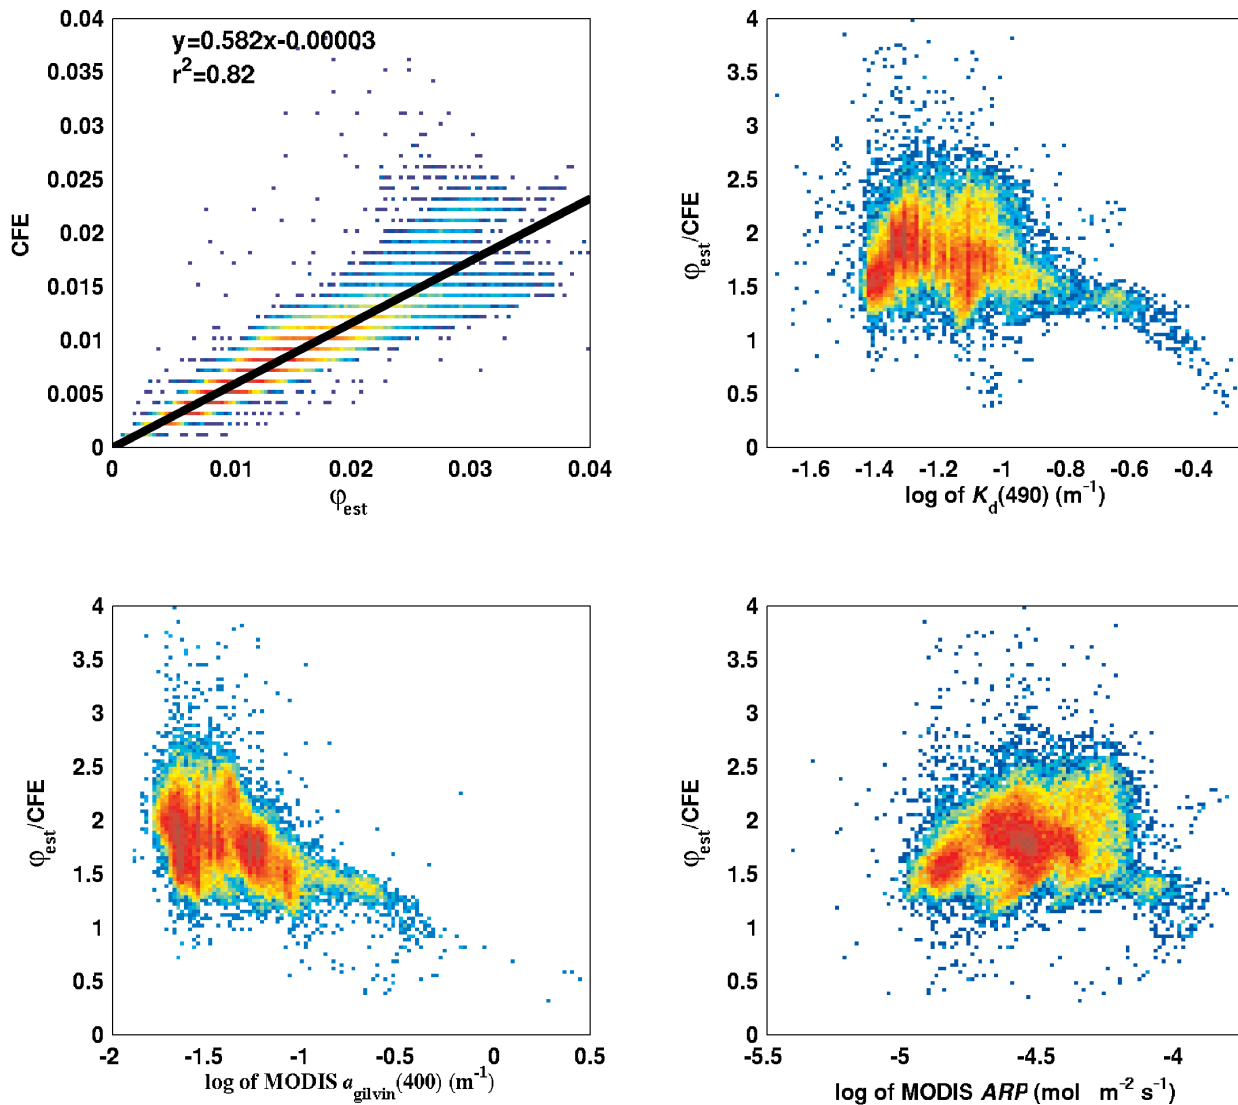 y=0.582x-0.00003
r²=0.82
0.04
0.035
0.03
0.025
0.02
0.015
0.01
0.005
0
CFE
0 0.01 0.02 0.03 0.04
φest
4
3.5
3
2.5
2
1.5
1
0.5
0
φest/CFE
-1.6 -1.4 -1.2 -1 -0.8 -0.6 -0.4
log of Kd(490) (m⁻¹)
4
3.5
3
2.5
2
1.5
1
0.5
0
φest/CFE
-2 -1.5 -1 -0.5 0 0.5
log of MODIS agilvin(400) (m⁻¹)
4
3.5
3
2.5
2
1.5
1
0.5
0
φest/CFE
-5.5 -5 -4.5 -4
log of MODIS ARP (mol m⁻² s⁻¹)